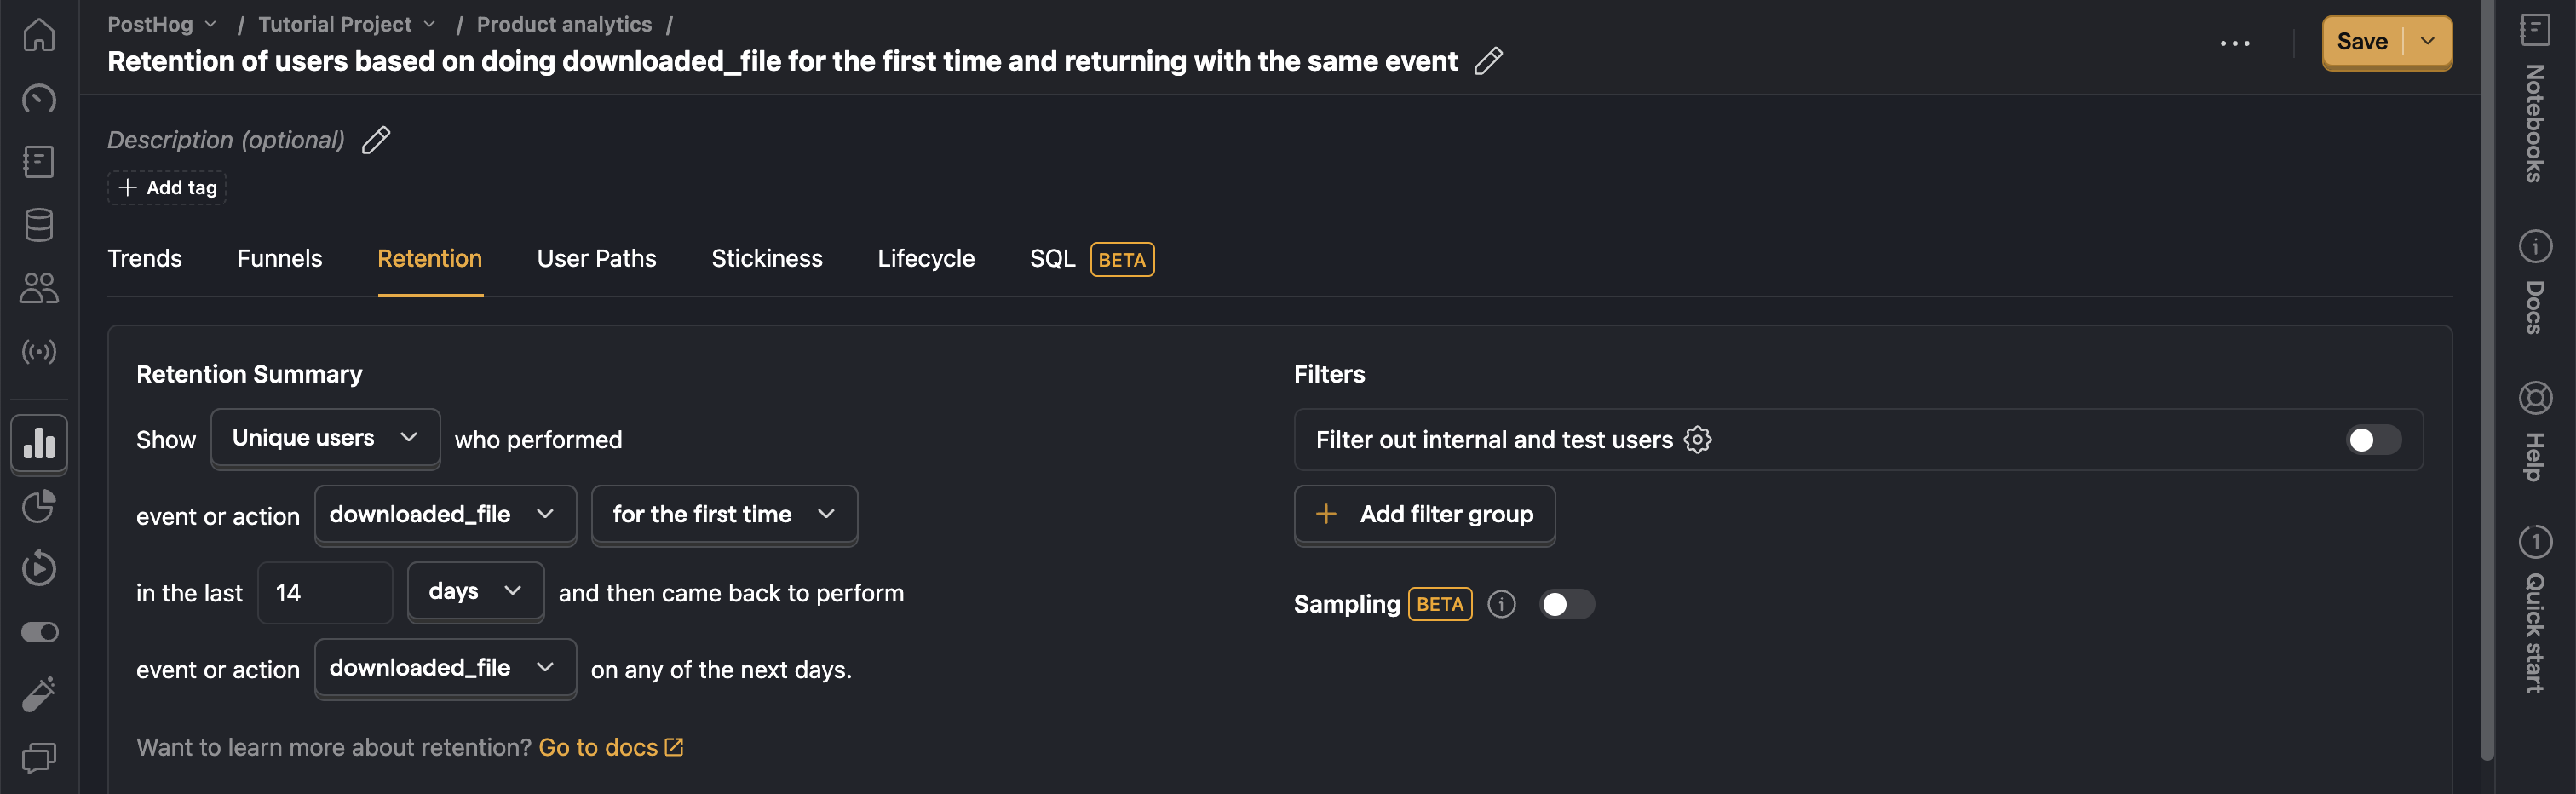 PostHog / Tutorial Project / Product analytics /
Retention of users based on doing downloaded_file for the first time and returning with the same event
Save
Description (optional)
Add tag
Trends Funnels Retention User Paths Stickiness Lifecycle SQL BETA
Retention Summary
Show Unique users who performed
event or action downloaded_file for the first time
in the last 14 days and then came back to perform
event or action downloaded_file on any of the next days.
Want to learn more about retention? Go to docs
Filters
Filter out internal and test users
Add filter group
Sampling BETA
Notebooks
Docs
Help
1
Quick start